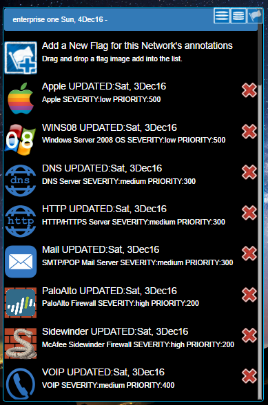 enterprise one Sun, 4Dec16 -
Add a New Flag for this Network's annotations
Drag and drop a flag image add into the list.
Apple UPDATED:Sat, 3Dec16
Apple SEVERITY:low PRIORITY:500
08
WINS08 UPDATED:Sat, 3Dec16
Windows Server 2008 OS SEVERITY:low PRIORITY:500
dns
DNS UPDATED:Sat, 3Dec16
DNS Server SEVERITY:medium PRIORITY:300
http
HTTP UPDATED:Sat, 3Dec16
HTTP/HTTPS Server SEVERITY:medium PRIORITY:300
Mail UPDATED:Sat, 3Dec16
SMTP/POP Mail Server SEVERITY:medium PRIORITY:300
PaloAlto UPDATED:Sat, 3Dec16
PaloAlto Firewall SEVERITY:high PRIORITY:200
Sidewinder UPDATED:Sat, 3Dec16
McAfee Sidewinder Firewall SEVERITY:high PRIORITY:200
VOIP UPDATED:Sat, 3Dec16
VOIP SEVERITY:medium PRIORITY:400